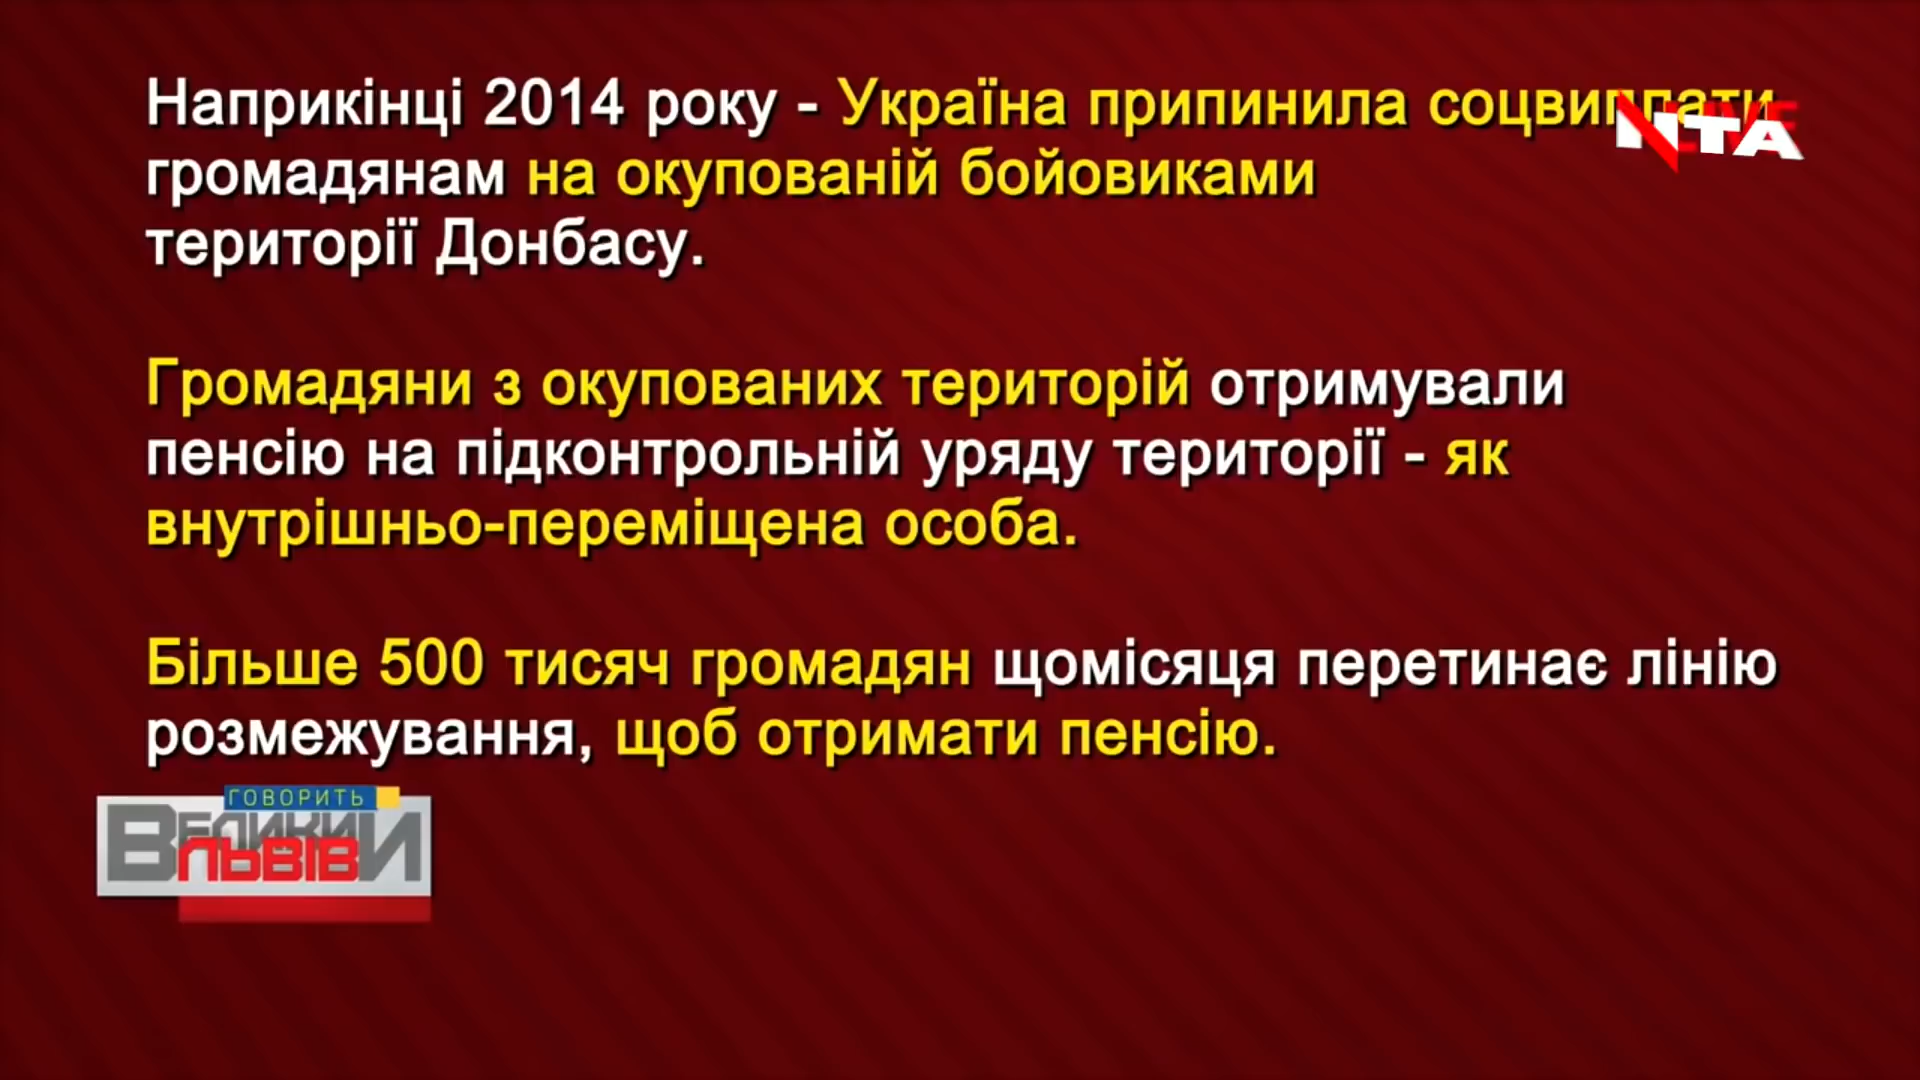 Наприкінці 2014 року - Україна припинила соцвиплати
громадянам на окупованій бойовиками
території Донбасу.
Громадяни з окупованих територій отримували
пенсію на підконтрольній уряду території - як
внутрішньо-переміщена особа.
Більше 500 тисяч громадян щомісяця перетинає лінію
розмежування, щоб отримати пенсію.
NTA
ГОВОРИТЬ
ВЕЛИКИЙ
ЛЬВІВ